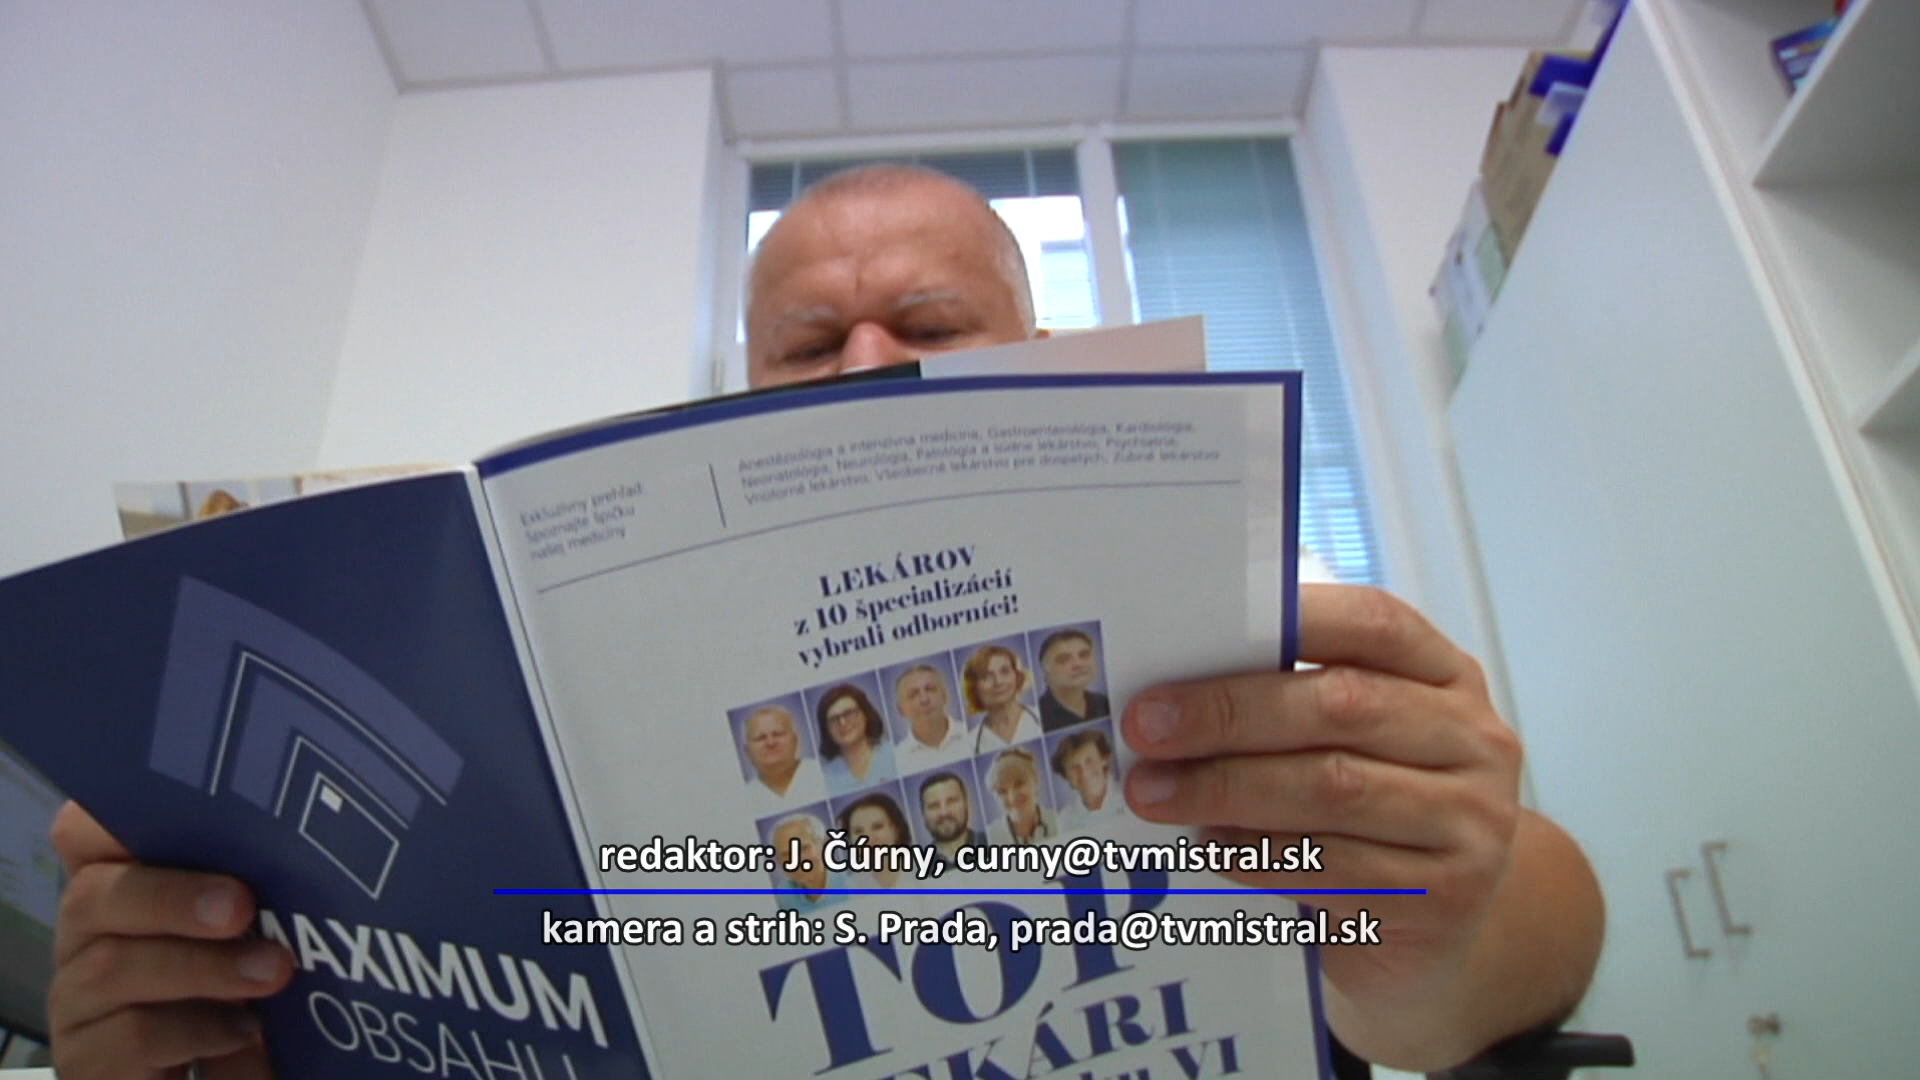 Exkluzívny prehľad.
Spoznajte špičku
našej medicíny
Anestéziológia a intenzívna medicína, Gastroenterológia, Kardiológia,
Neonatológia, Neurológia, Patológia a súdne lekárstvo, Psychiatria,
Vnútorné lekárstvo, Všeobecné lekárstvo pre dospelých, Zubné lekárstvo
LEKÁROV
z 10 špecializácií
vybrali odborníci!
redaktor: J. Čúrny, curny@tvmistral.sk
kamera a strih: S. Prada, prada@tvmistral.sk
MAXIMUM
OBSAHU
TOP
LEKÁRI
VI